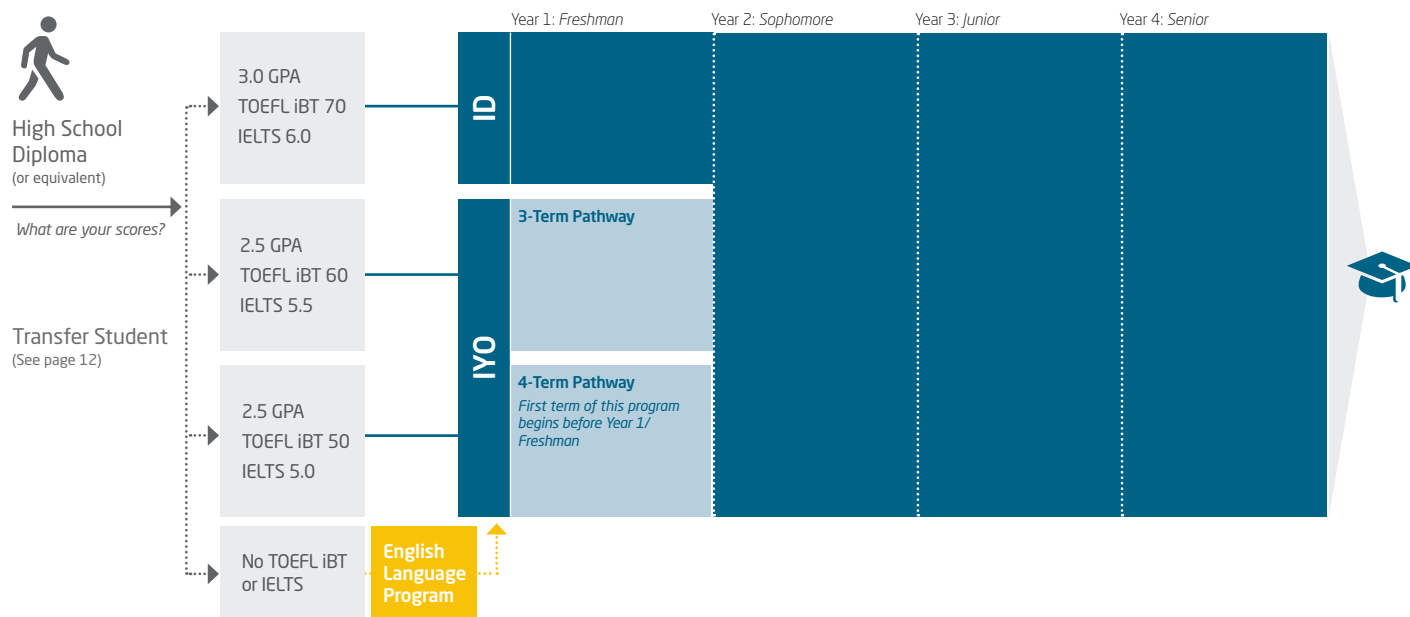 Year 1: Freshman
Year 2: Sophomore
Year 3: Junior
Year 4: Senior
High School
Diploma
(or equivalent)
What are your scores?
Transfer Student
(See page 12)
3.0 GPA
TOEFL iBT 70
IELTS 6.0
ID
2.5 GPA
TOEFL iBT 60
IELTS 5.5
IYO
3-Term Pathway
2.5 GPA
TOEFL iBT 50
IELTS 5.0
4-Term Pathway
First term of this program
begins before Year 1/
Freshman
No TOEFL iBT
or IELTS
English
Language
Program